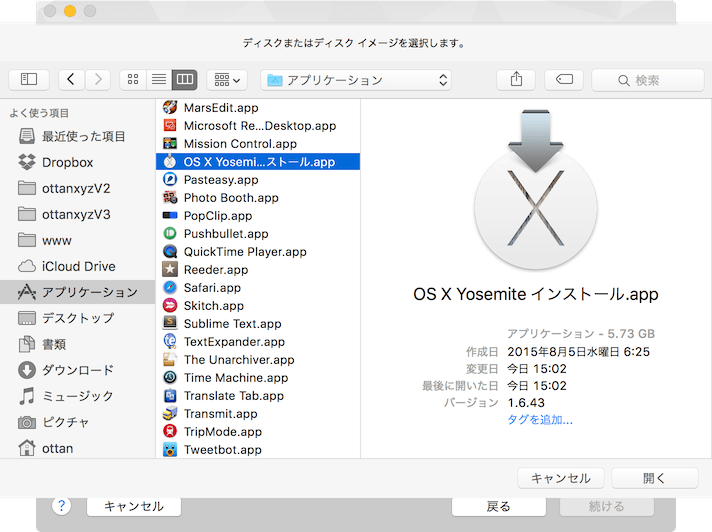 ディスクまたはディスク イメージを選択します。
アプリケーション
検索
よく使う項目
最近使った項目
Dropbox
ottanxyzV2
ottanxyzV3
www
iCloud Drive
アプリケーション
デスクトップ
書類
ダウンロード
ミュージック
ピクチャ
ottan
MarsEdit.app
Microsoft Re...Desktop.app
Mission Control.app
OS X Yosemi...ストール.app
Pasteasy.app
Photo Booth.app
PopClip.app
Pushbullet.app
QuickTime Player.app
Reeder.app
Safari.app
Skitch.app
Sublime Text.app
TextExpander.app
The Unarchiver.app
Time Machine.app
Translate Tab.app
Transmit.app
TripMode.app
Tweetbot.app
OS X Yosemite インストール.app
アプリケーション - 5.73 GB
作成日 2015年8月5日水曜日 6:25
変更日 今日 15:02
最後に開いた日 今日 15:02
バージョン 1.6.43
タグを追加...
キャンセル
開く
?
キャンセル
戻る
続ける